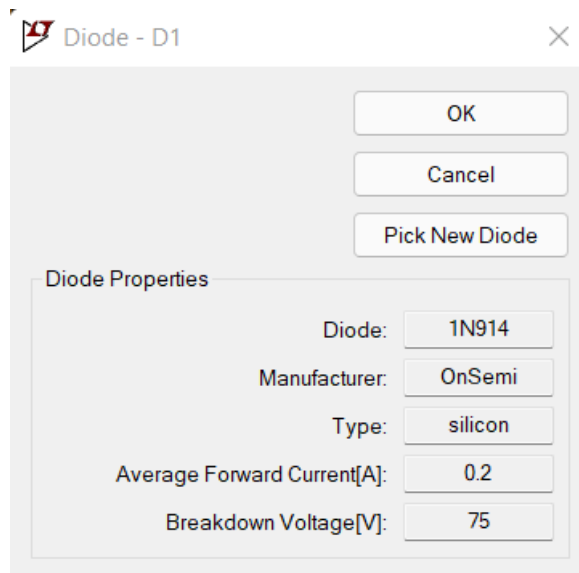 Diode - D1
OK
Cancel
Pick New Diode
Diode Properties
Diode: 1N914
Manufacturer: OnSemi
Type: silicon
Average Forward Current[A]: 0.2
Breakdown Voltage[V]: 75